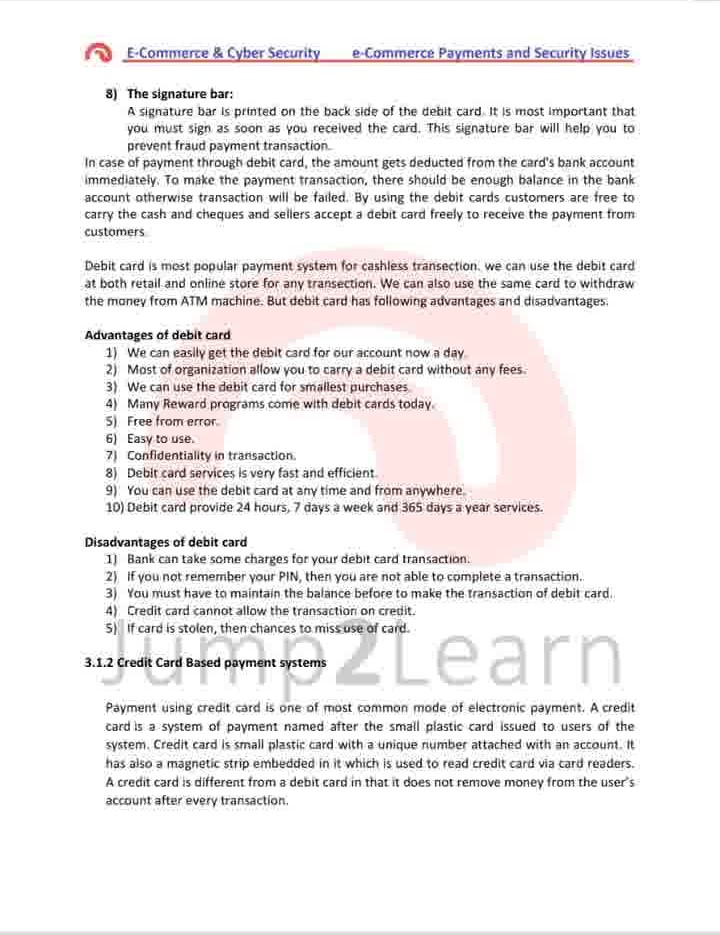 E-Commerce & Cyber Security e-Commerce Payments and Security Issues
8) The signature bar:
A signature bar is printed on the back side of the debit card. It is most important that
you must sign as soon as you received the card. This signature bar will help you to
prevent fraud payment transaction.
In case of payment through debit card, the amount gets deducted from the card's bank account
immediately. To make the payment transaction, there should be enough balance in the bank
account otherwise transaction will be failed. By using the debit cards customers are free to
carry the cash and cheques and sellers accept a debit card freely to receive the payment from
customers.
Debit card is most popular payment system for cashless transection. we can use the debit card
at both retail and online store for any transection. We can also use the same card to withdraw
the money from ATM machine. But debit card has following advantages and disadvantages.
Advantages of debit card
1) We can easily get the debit card for our account now a day.
2) Most of organization allow you to carry a debit card without any fees.
3) We can use the debit card for smallest purchases.
4) Many Reward programs come with debit cards today.
5) Free from error.
6) Easy to use.
7) Confidentiality in transaction.
8) Debit card services is very fast and efficient.
9) You can use the debit card at any time and from anywhere.
10) Debit card provide 24 hours, 7 days a week and 365 days a year services.
Disadvantages of debit card
1) Bank can take some charges for your debit card transaction.
2) If you not remember your PIN, then you are not able to complete a transaction.
3) You must have to maintain the balance before to make the transaction of debit card.
4) Credit card cannot allow the transaction on credit.
5) If card is stolen, then chances to miss use of card.
Jump2Learn
3.1.2 Credit Card Based payment systems
Payment using credit card is one of most common mode of electronic payment. A credit
card is a system of payment named after the small plastic card issued to users of the
system. Credit card is small plastic card with a unique number attached with an account. It
has also a magnetic strip embedded in it which is used to read credit card via card readers.
A credit card is different from a debit card in that it does not remove money from the user's
account after every transaction.